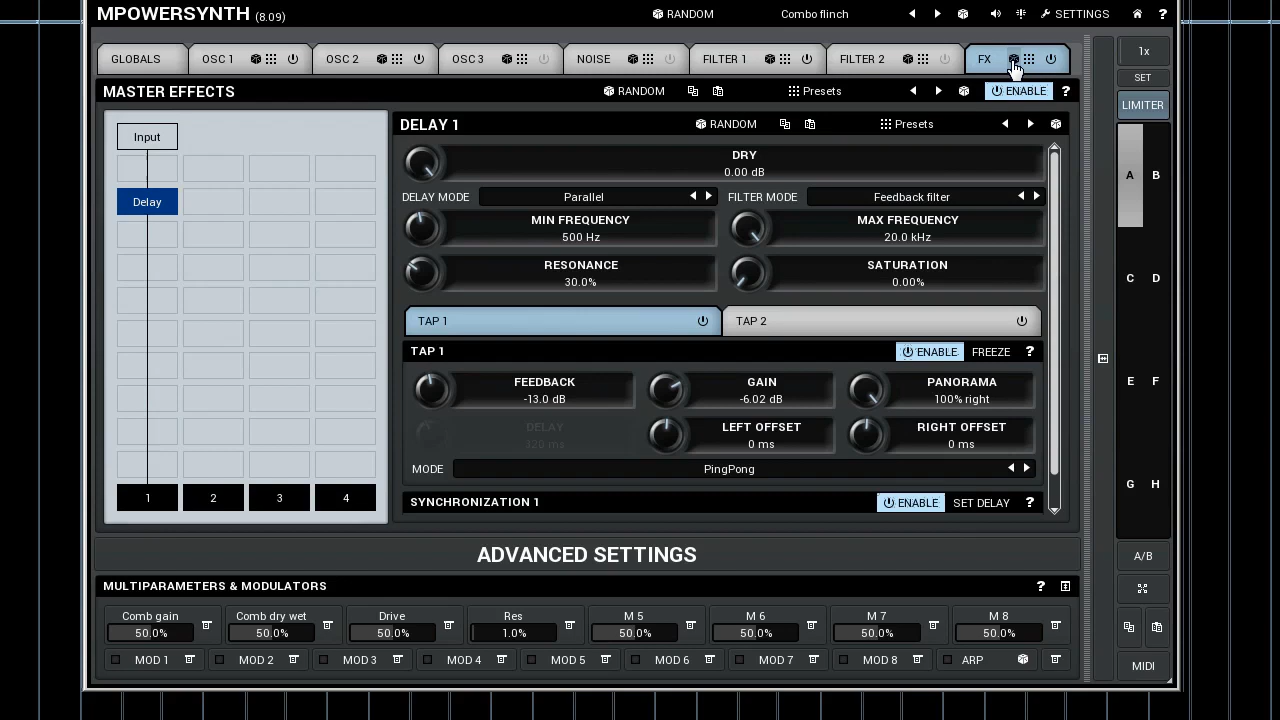 MPOWERSYNTH (8.09) RANDOM Combo flinch SETTINGS ?
GLOBALS OSC 1 OSC 2 OSC 3 NOISE FILTER 1 FILTER 2 FX
1x
SET
LIMITER
A B
C D
E F
G H
A/B
MIDI
MASTER EFFECTS RANDOM Presets ENABLE ?
Input
Delay
1 2 3 4
DELAY 1 RANDOM Presets
DRY
0.00 dB
DELAY MODE Parallel FILTER MODE Feedback filter
MIN FREQUENCY MAX FREQUENCY
500 Hz 20.0 kHz
RESONANCE SATURATION
30.0% 0.00%
TAP 1 TAP 2
TAP 1 ENABLE FREEZE ?
FEEDBACK GAIN PANORAMA
-13.0 dB -6.02 dB 100% right
DELAY LEFT OFFSET RIGHT OFFSET
320 ms 0 ms 0 ms
MODE PingPong
SYNCHRONIZATION 1 ENABLE SET DELAY ?
ADVANCED SETTINGS
MULTIPARAMETERS & MODULATORS ?
Comb gain Comb dry wet Res M 5 M 6 M 7 M 8
50.0% 50.0% 1.0% 50.0% 50.0% 50.0% 50.0%
MOD 1 MOD 2 MOD 3 MOD 4 MOD 5 MOD 6 MOD 7 MOD 8 ARP